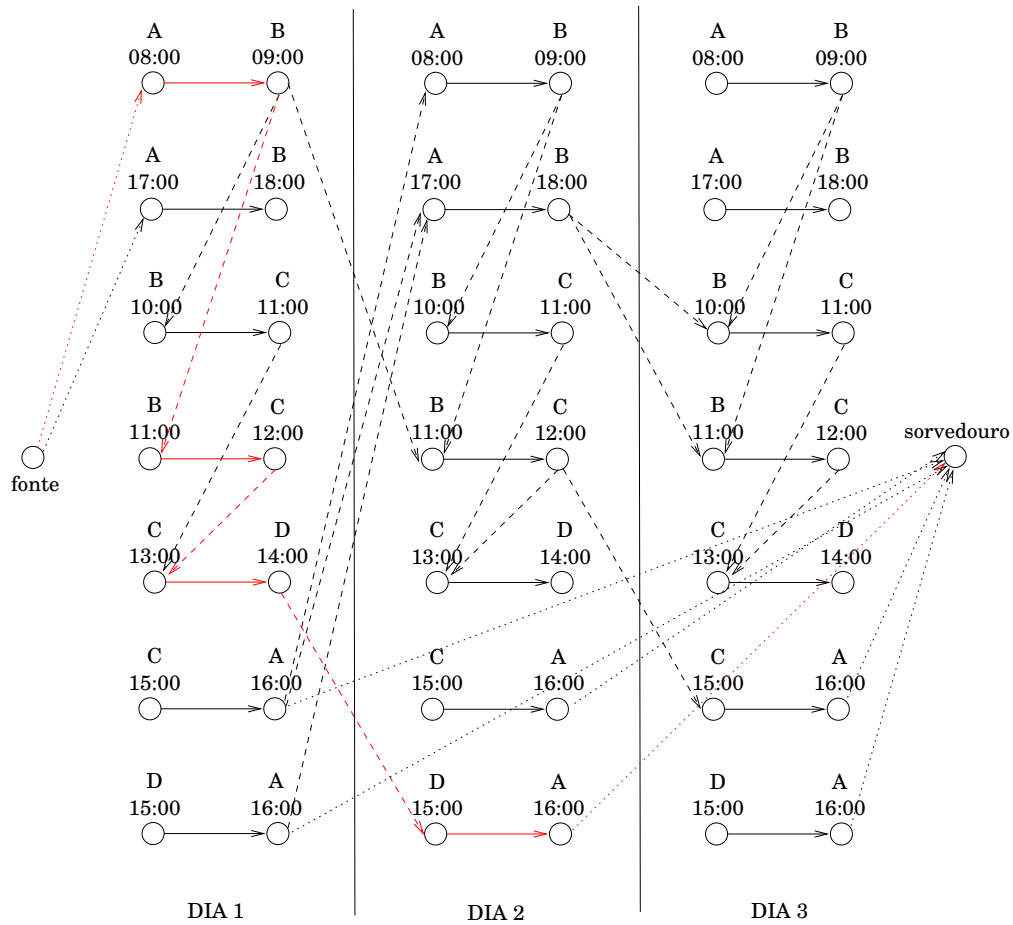 A B A B A B
08:00 09:00 08:00 09:00 08:00 09:00
A B A B A B
17:00 18:00 17:00 18:00 17:00 18:00
B C B C B C
10:00 11:00 10:00 11:00 10:00 11:00
B C B C B C
11:00 12:00 11:00 12:00 11:00 12:00
sorvedouro
fonte
C D C D C D
13:00 14:00 13:00 14:00 13:00 14:00
C A C A C A
15:00 16:00 15:00 16:00 15:00 16:00
D A D A D A
15:00 16:00 15:00 16:00 15:00 16:00
DIA 1 DIA 2 DIA 3